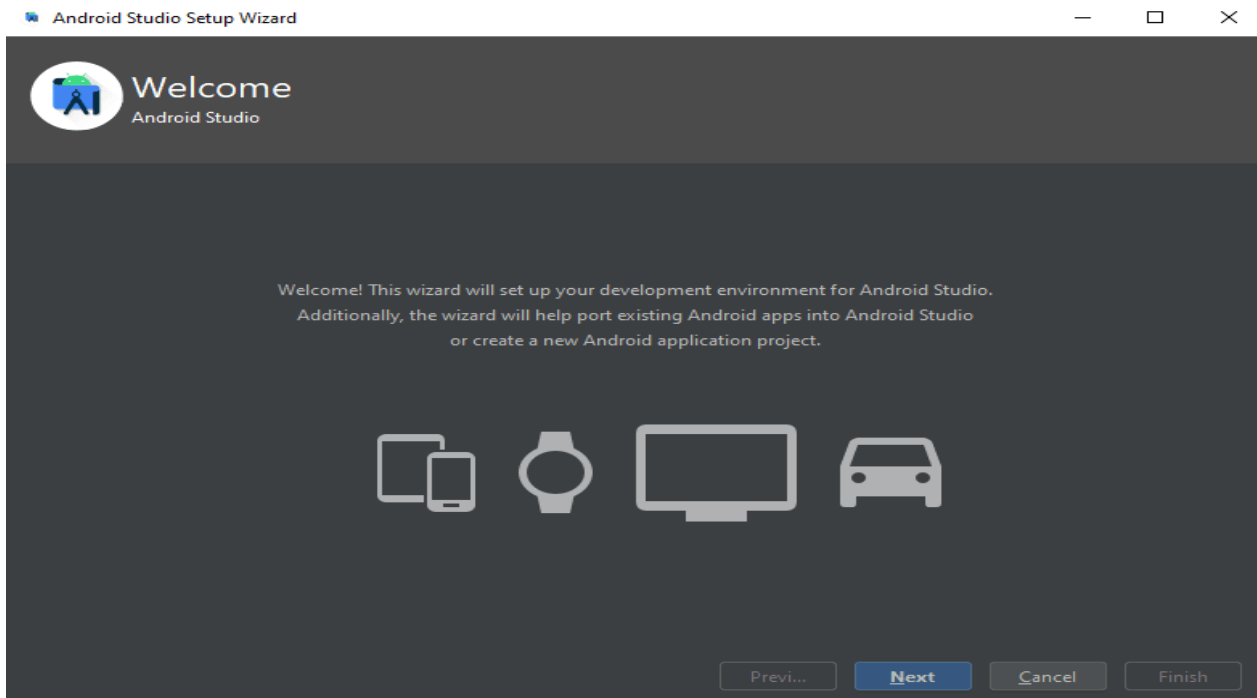 Android Studio Setup Wizard
Welcome
Android Studio
Welcome! This wizard will set up your development environment for Android Studio.
Additionally, the wizard will help port existing Android apps into Android Studio
or create a new Android application project.
Previ...
Next
Cancel
Finish